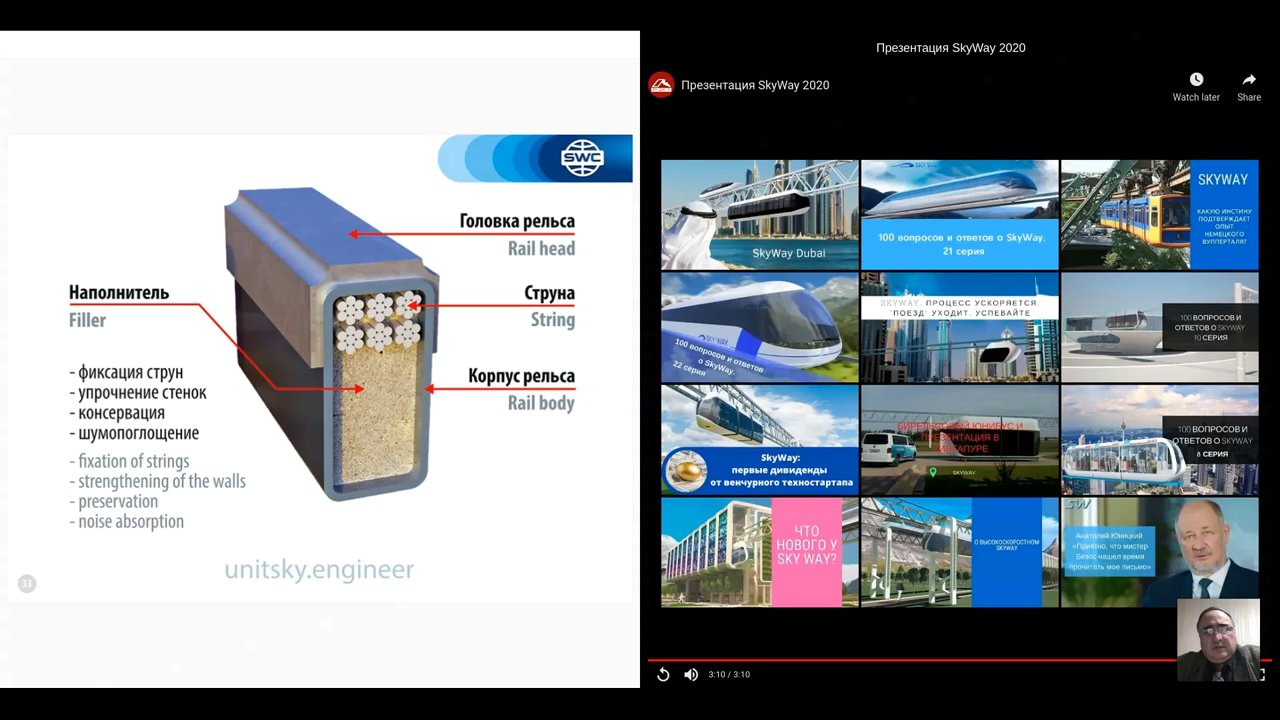 SWC
Головка рельса
Rail head
Наполнитель
Filler
Струна
String
Корпус рельса
Rail body
- фиксация струн
- упрочнение стенок
- консервация
- шумопоглощение
- fixation of strings
- strengthening of the walls
- preservation
- noise absorption
unitsky.engineer
33
Презентация SkyWay 2020
Презентация SkyWay 2020
Watch later
Share
SkyWay Dubai
100 вопросов и ответов о SkyWay.
21 серия
SKYWAY
КАКУЮ ИСТИНУ
ПОДТВЕРЖДАЕТ
ОПЫТ
НЕМЕЦКОГО
ВУППЕРТАЛЯ?
100 вопросов и ответов
о SkyWay.
22 серия
SKYWAY. ПРОЦЕСС УСКОРЯЕТСЯ.
"ПОЕЗД" УХОДИТ. УСПЕВАЙТЕ
100 ВОПРОСОВ И
ОТВЕТОВ О SKYWAY
10 СЕРИЯ
SkyWay:
первые дивиденды
от венчурного техностартапа
БИРЕЛЬСОВЫЙ ЮНИБУС И
ПРЕЗЕНТАЦИЯ В
SKYWAY
100 ВОПРОСОВ И
ОТВЕТОВ О SKYWAY
8 СЕРИЯ
ЧТО
НОВОГО У
SKY WAY?
О ВЫСОКОСКОРОСТНОМ
SKYWAY
SW
Анатолий Юницкий
«Приятно, что мистер
Безос нашел время
прочитать мое письмо»
3:10 / 3:10